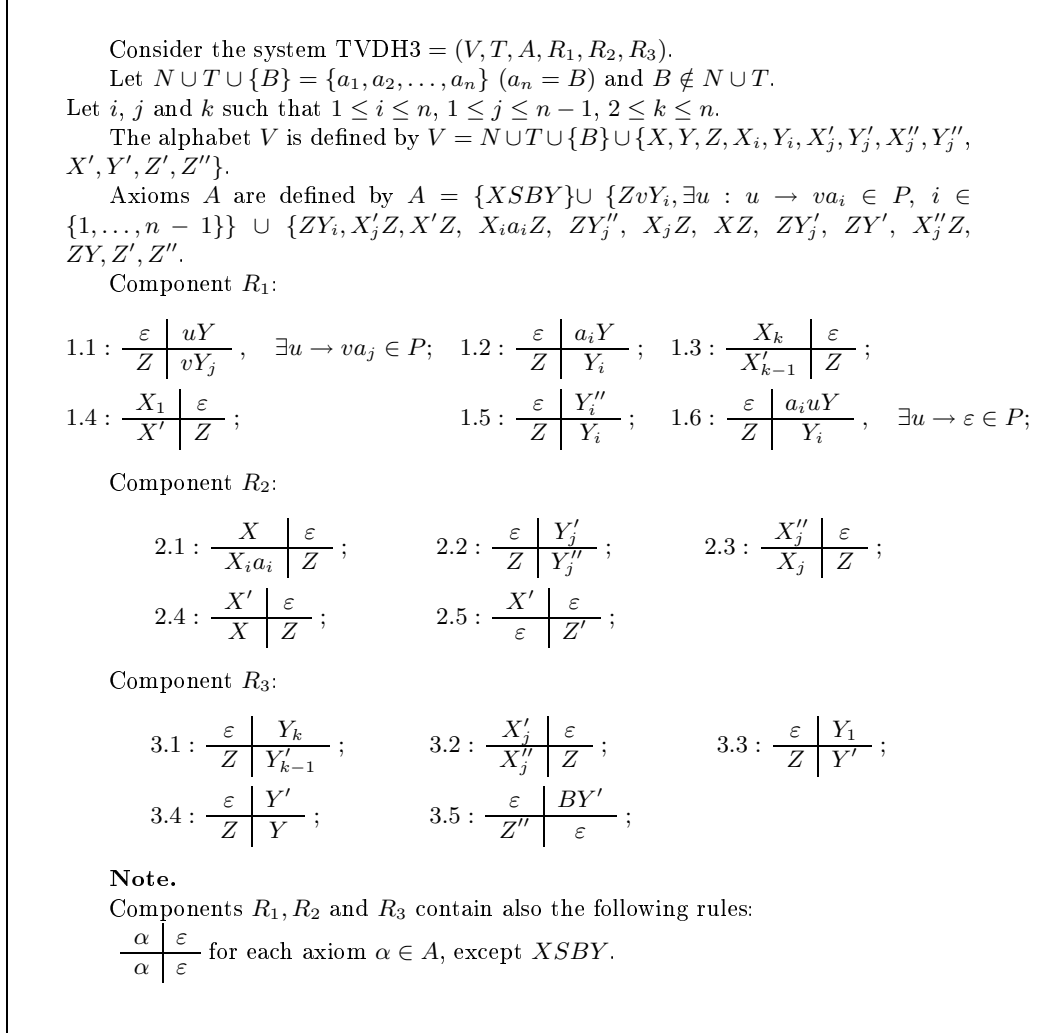 Consider the system TVDH3 = (V, T, A, R₁, R₂, R₃).
Let N ∪ T ∪ {B} = {a₁, a₂, . . . , aₙ} (aₙ = B) and B ∉ N ∪ T.
Let i, j and k such that 1 ≤ i ≤ n, 1 ≤ j ≤ n − 1, 2 ≤ k ≤ n.
The alphabet V is defined by V = N ∪ T ∪ {B} ∪ {X, Y, Z, Xᵢ, Yᵢ, X′ⱼ, Y′ⱼ, X″ⱼ, Y″ⱼ,
X′, Y′, Z′, Z″}.
Axioms A are defined by A = {XSBY}∪ {ZvYᵢ, ∃u : u → vaᵢ ∈ P, i ∈
{1, . . . , n − 1}} ∪ {ZYᵢ, X′ⱼZ, X′Z, XᵢaᵢZ, ZY″ⱼ, XⱼZ, XZ, ZY′ⱼ, ZY′, X″ⱼZ,
ZY, Z′, Z″.
Component R₁:
1.1 : ε | uY / Z | vYⱼ , ∃u → vaⱼ ∈ P; 1.2 : ε | aᵢY / Z | Yᵢ ; 1.3 : Xₖ | ε / X′ₖ₋₁ | Z ;
1.4 : X₁ | ε / X′ | Z ; 1.5 : ε | Y″ᵢ / Z | Yᵢ ; 1.6 : ε | aᵢuY / Z | Yᵢ , ∃u → ε ∈ P;
Component R₂:
2.1 : X | ε / Xᵢaᵢ | Z ; 2.2 : ε | Y′ⱼ / Z | Y″ⱼ ; 2.3 : X″ⱼ | ε / Xⱼ | Z ;
2.4 : X′ | ε / X | Z ; 2.5 : X′ | ε / ε | Z′ ;
Component R₃:
3.1 : ε | Yₖ / Z | Y′ₖ₋₁ ; 3.2 : X′ⱼ | ε / X″ⱼ | Z ; 3.3 : ε | Y₁ / Z | Y′ ;
3.4 : ε | Y′ / Z | Y ; 3.5 : ε | BY′ / Z″ | ε ;
Note.
Components R₁, R₂ and R₃ contain also the following rules:
α | ε / α | ε for each axiom α ∈ A, except XSBY.